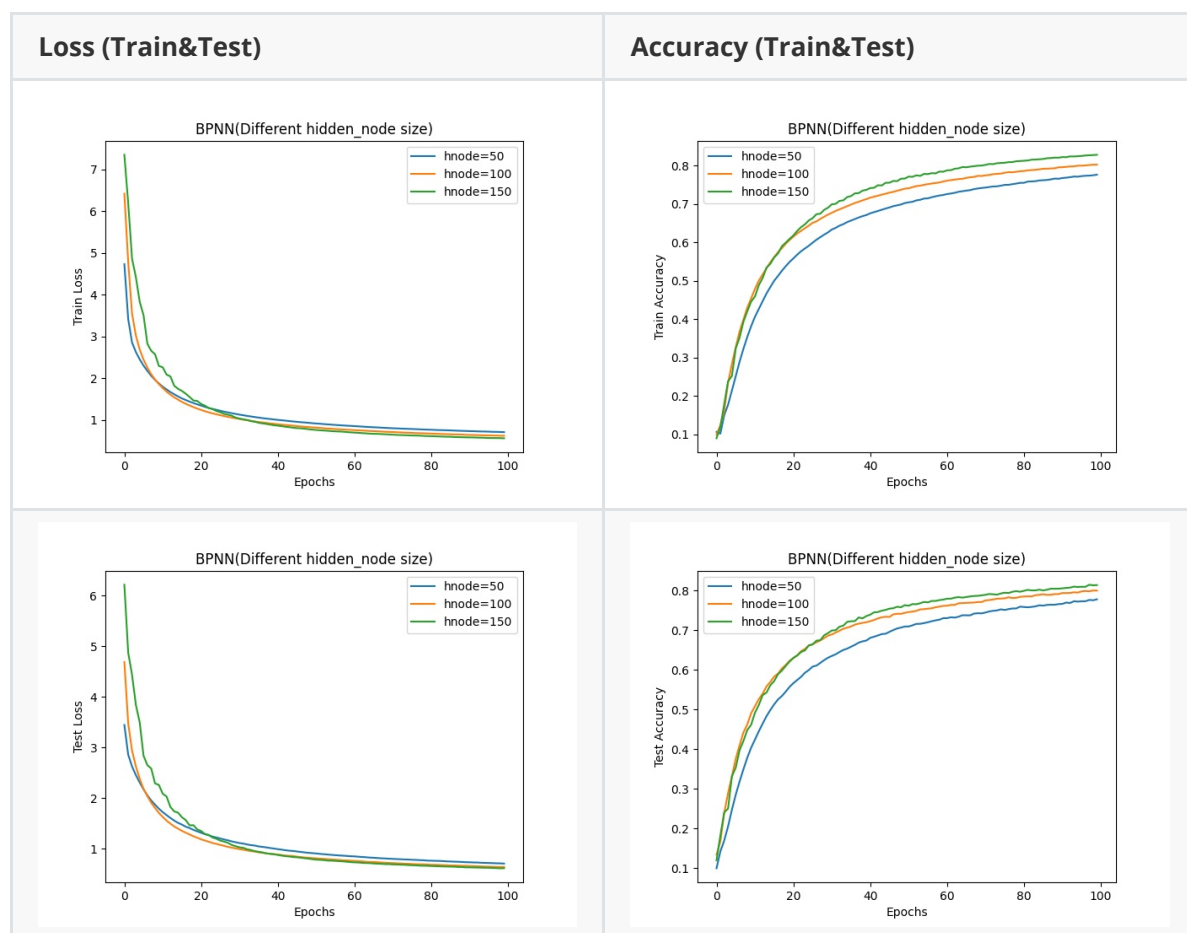 Loss (Train&Test)
Accuracy (Train&Test)
BPNN(Different hidden_node size)
hnode=50
hnode=100
hnode=150
7
6
5
4
3
2
1
Train Loss
0 20 40 60 80 100
Epochs
BPNN(Different hidden_node size)
hnode=50
hnode=100
hnode=150
0.8
0.7
0.6
0.5
0.4
0.3
0.2
0.1
Train Accuracy
0 20 40 60 80 100
Epochs
BPNN(Different hidden_node size)
hnode=50
hnode=100
hnode=150
6
5
4
3
2
1
Test Loss
0 20 40 60 80 100
Epochs
BPNN(Different hidden_node size)
hnode=50
hnode=100
hnode=150
0.8
0.7
0.6
0.5
0.4
0.3
0.2
0.1
Test Accuracy
0 20 40 60 80 100
Epochs